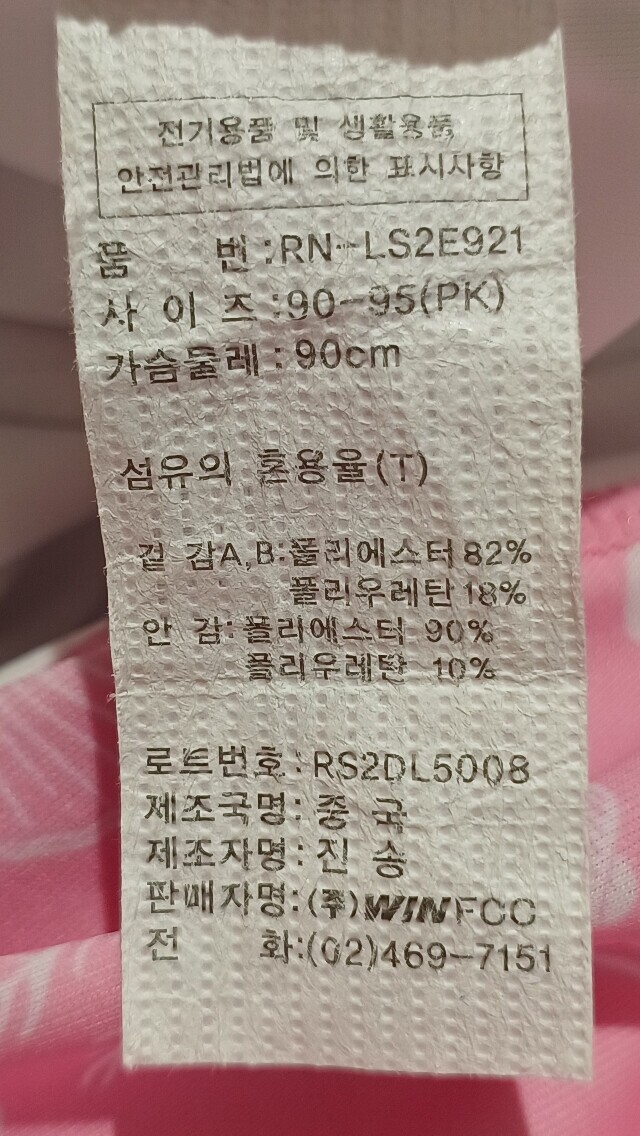 전기용품 및 생활용품
안전관리법에 의한 표시사항
품 번 :RN-LS2E921
사 이 즈 :90-95(PK)
가슴둘레 : 90cm
섬유의 혼용율(T)
겉 감A,B:폴리에스터 82%
폴리우레탄 18%
안 감: 폴리에스터 90%
폴리우레탄 10%
로트번호: RS2DL5008
제조국명: 중 국
제조자명: 진 송
판매자명: (주)WINFCC
전 화:(02)469-7151